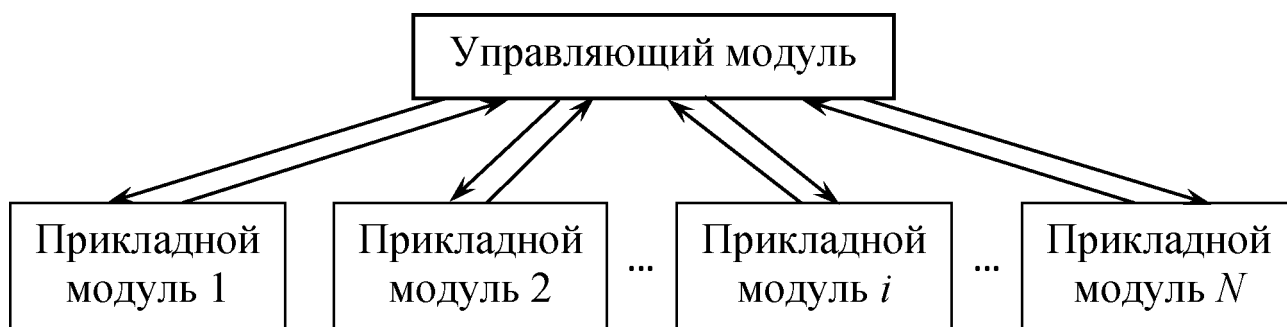 Управляющий модуль
Прикладной
модуль 1
Прикладной
модуль 2
...
Прикладной
модуль i
...
Прикладной
модуль N